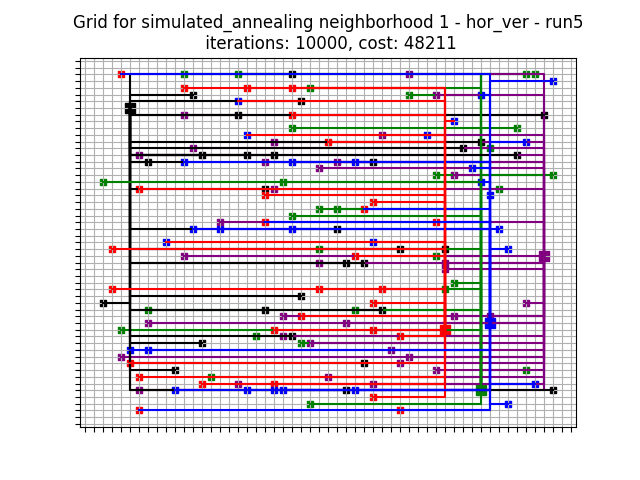 Grid for simulated_annealing neighborhood 1 - hor_ver - run5
iterations: 10000, cost: 48211